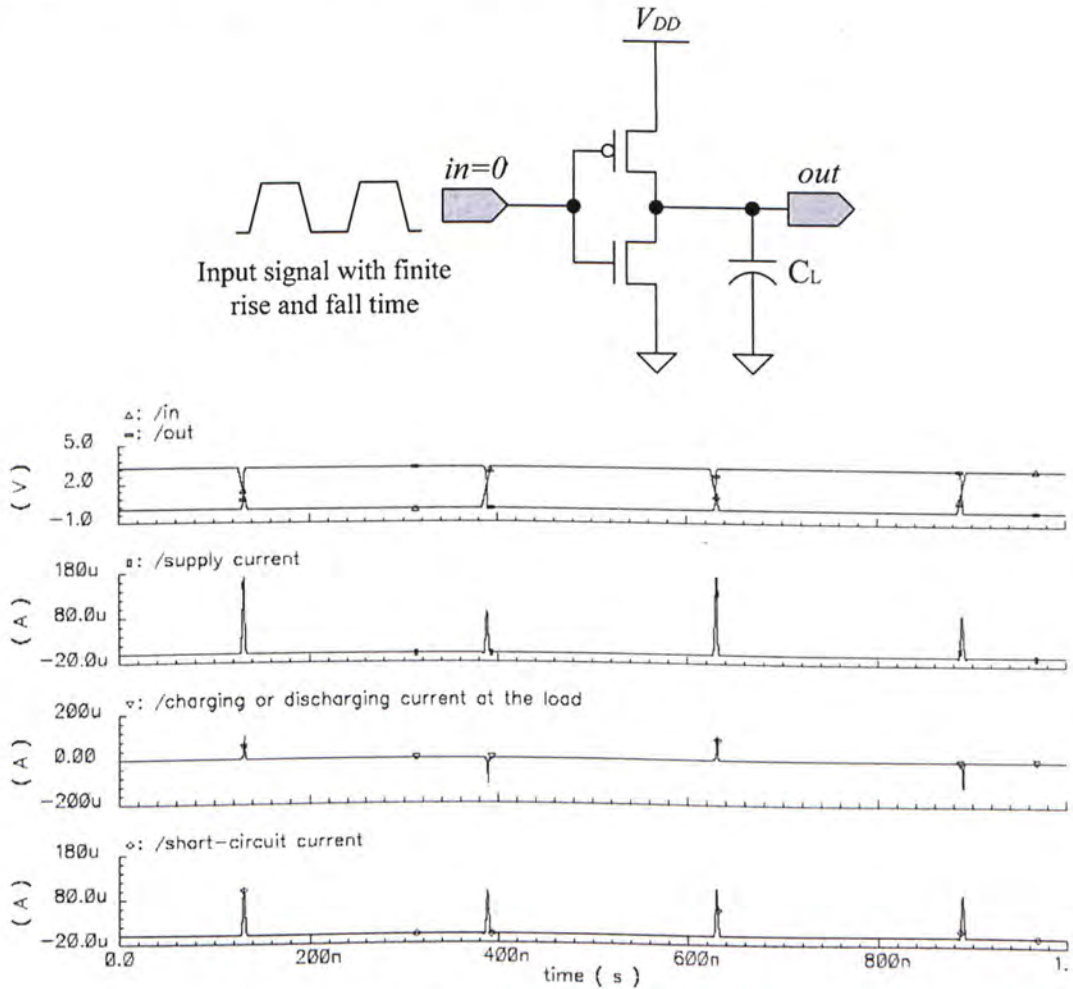 V_DD
in=0
out
Input signal with finite
rise and fall time
C_L
▵: /in
-: /out
5.0
2.0
-1.0
(V)
▯: /supply current
180u
80.0u
-20.0u
(A)
▿: /charging or discharging current at the load
200u
0.00
-200u
(A)
⋄: /short-circuit current
180u
80.0u
-20.0u
(A)
0.0 200n 400n 600n 800n 1.
time ( s )